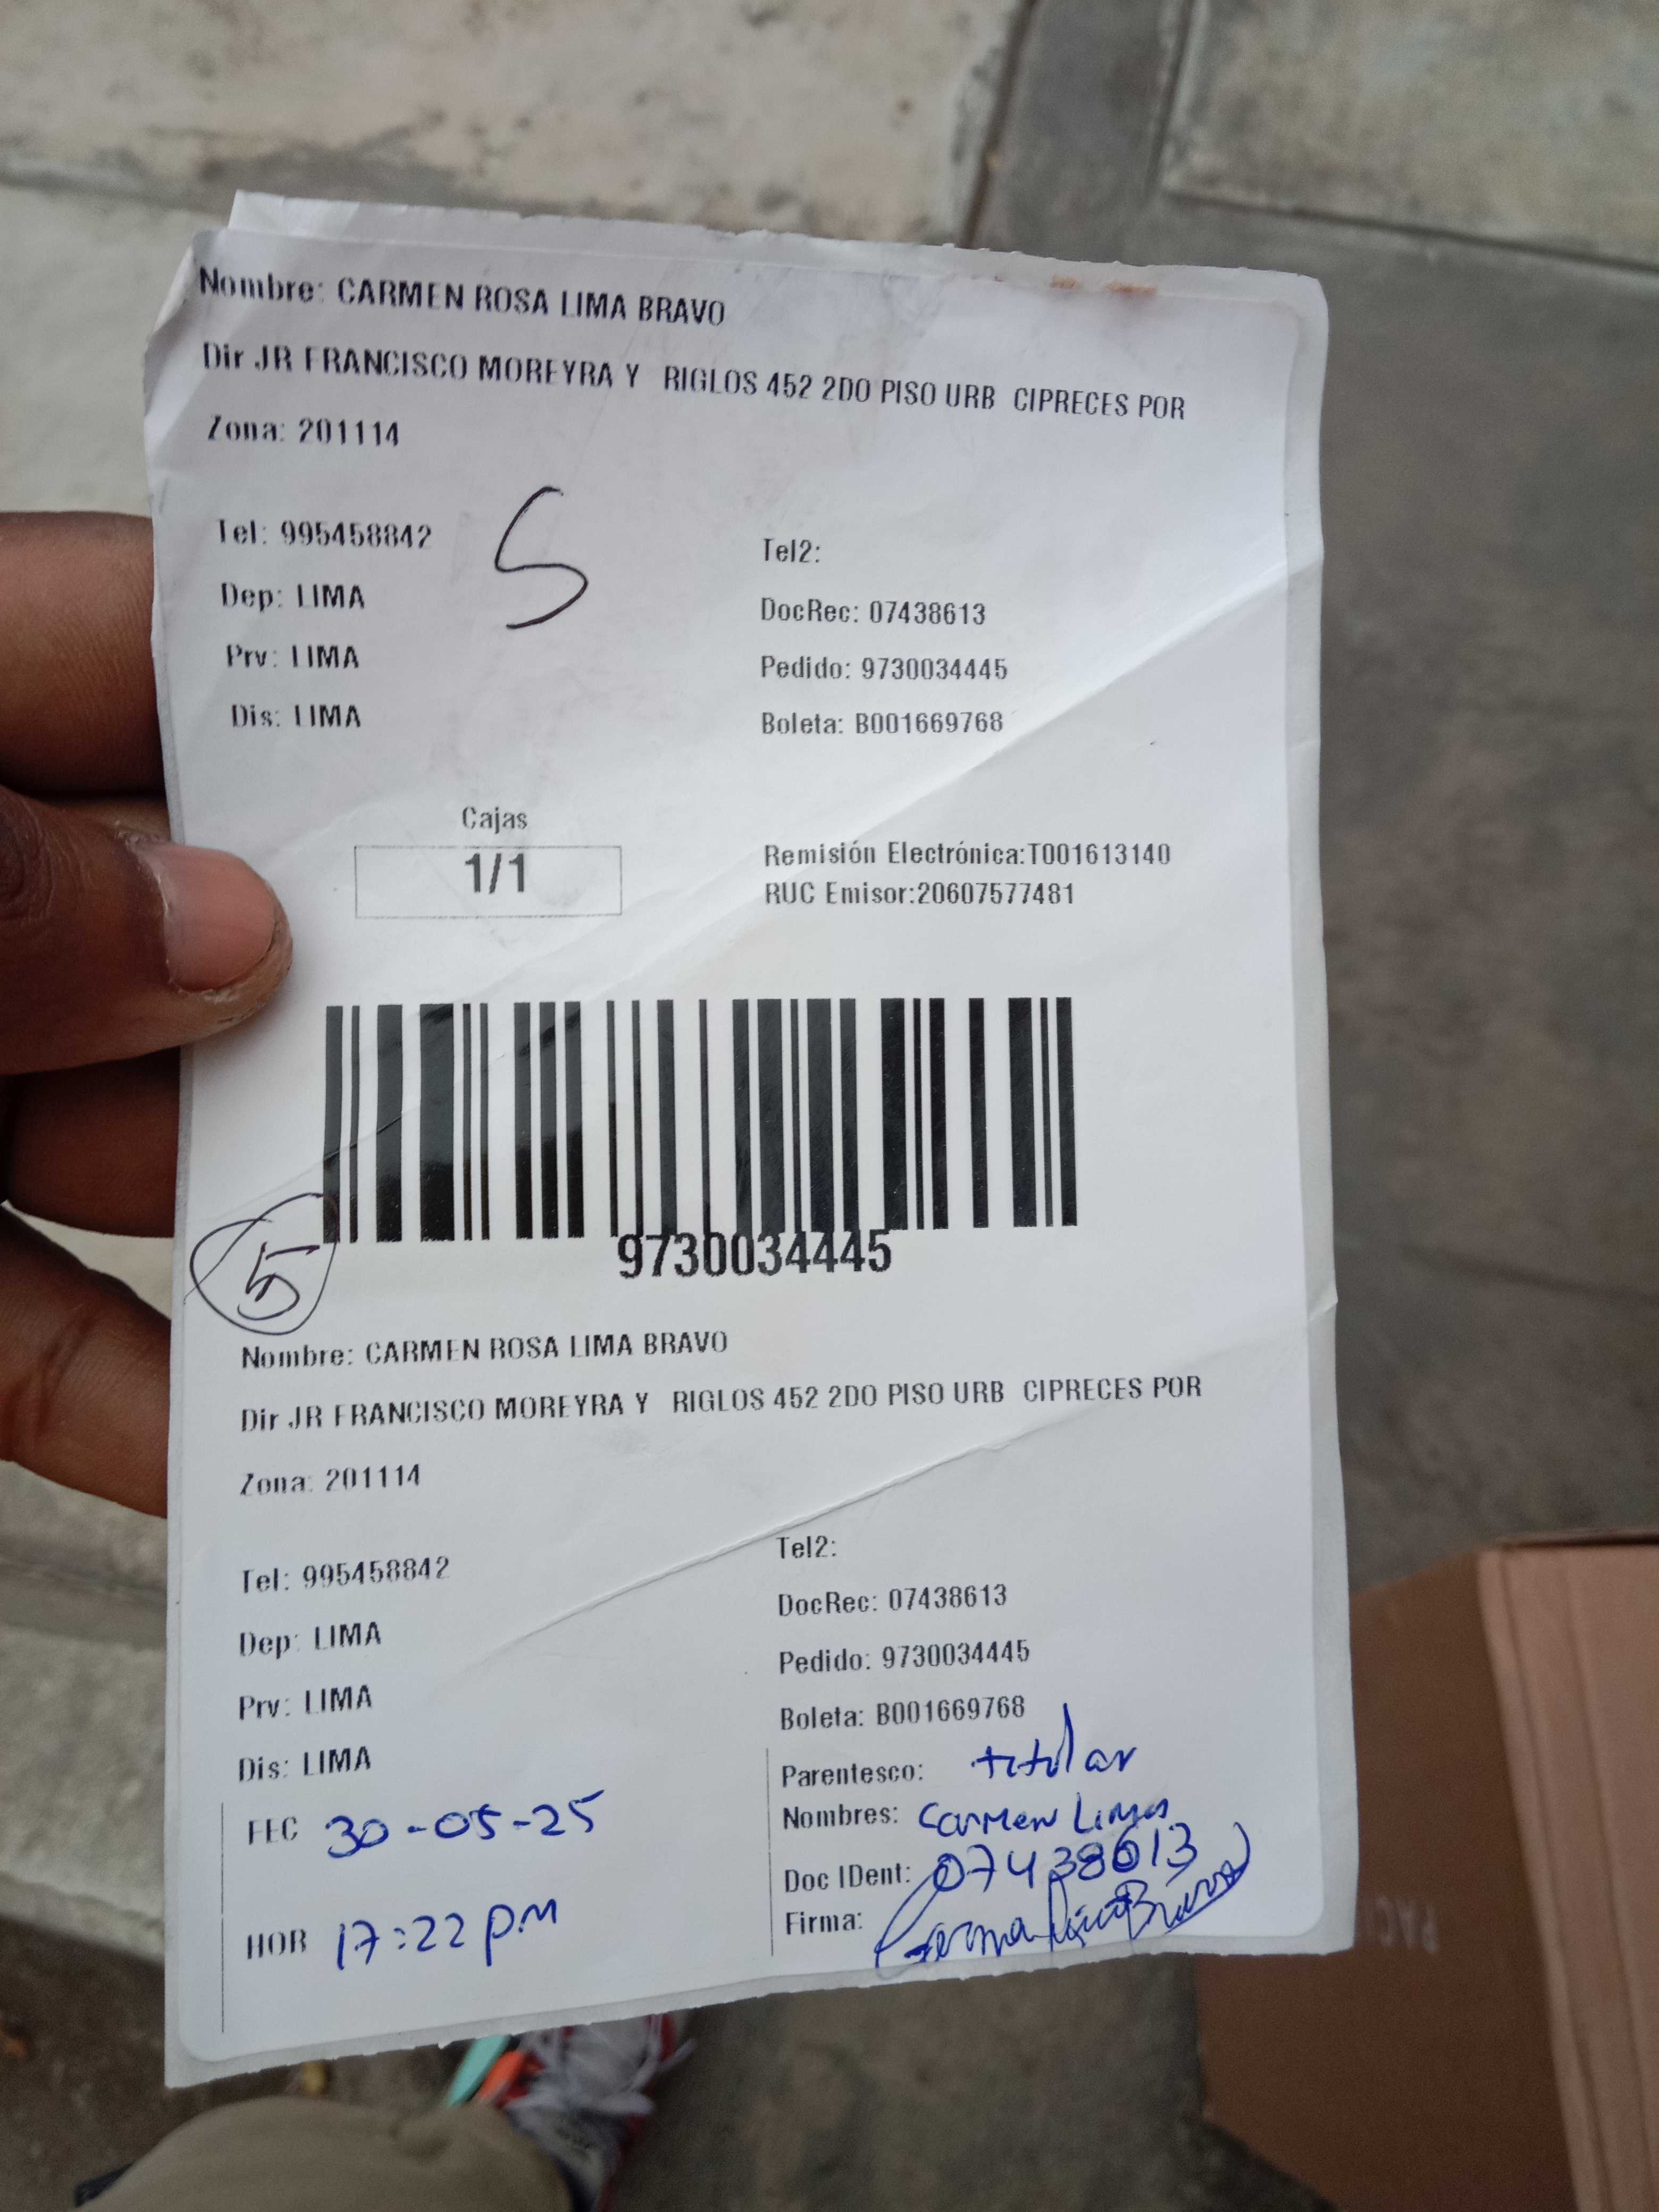 Nombre: CARMEN ROSA LIMA BRAVO
Dir JR FRANCISCO MOREYRA Y RIGLOS 452 2DO PISO URB CIPRECES POR
Zona: 201114
5
Tel: 995458842
Tel2:
Dep: LIMA
DocRec: 07438613
Prv: LIMA
Pedido: 9730034445
Dis: LIMA
Boleta: B001669768
Cajas
1/1
Remisión Electrónica:T001613140
RUC Emisor:20607577481
9730034445
5
Nombre: CARMEN ROSA LIMA BRAVO
Dir JR FRANCISCO MOREYRA Y RIGLOS 452 2DO PISO URB CIPRECES POR
Zona: 201114
Tel: 995458842
Tel2:
Dep: LIMA
DocRec: 07438613
Prv: LIMA
Pedido: 9730034445
Dis: LIMA
Boleta: B001669768
Parentesco: titular
FEC 30-05-25
Nombres: Carmen Lima
Doc IDent: 07438613
HOR 17:22 p.m
Firma: